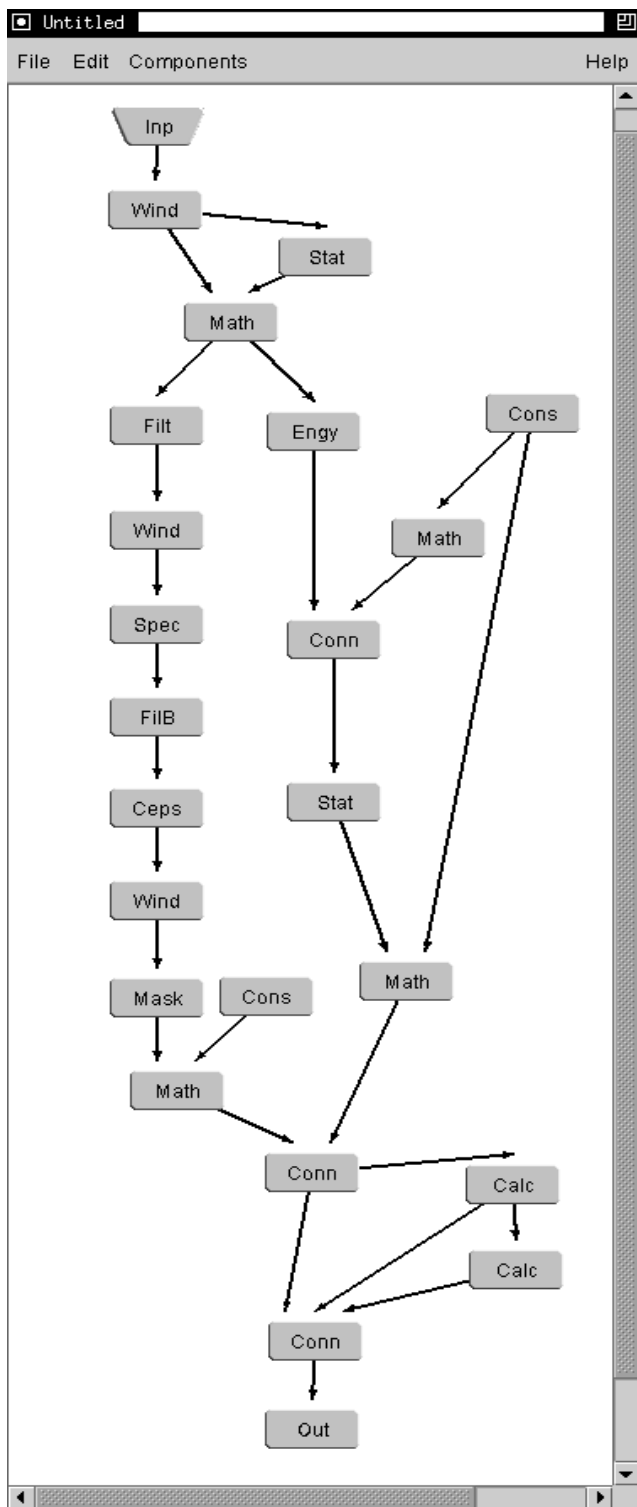 Untitled
File Edit Components Help
Inp
Wind
Stat
Math
Filt
Engy
Cons
Wind
Math
Spec
Conn
FilB
Ceps
Stat
Wind
Math
Mask
Cons
Math
Conn
Calc
Calc
Conn
Out